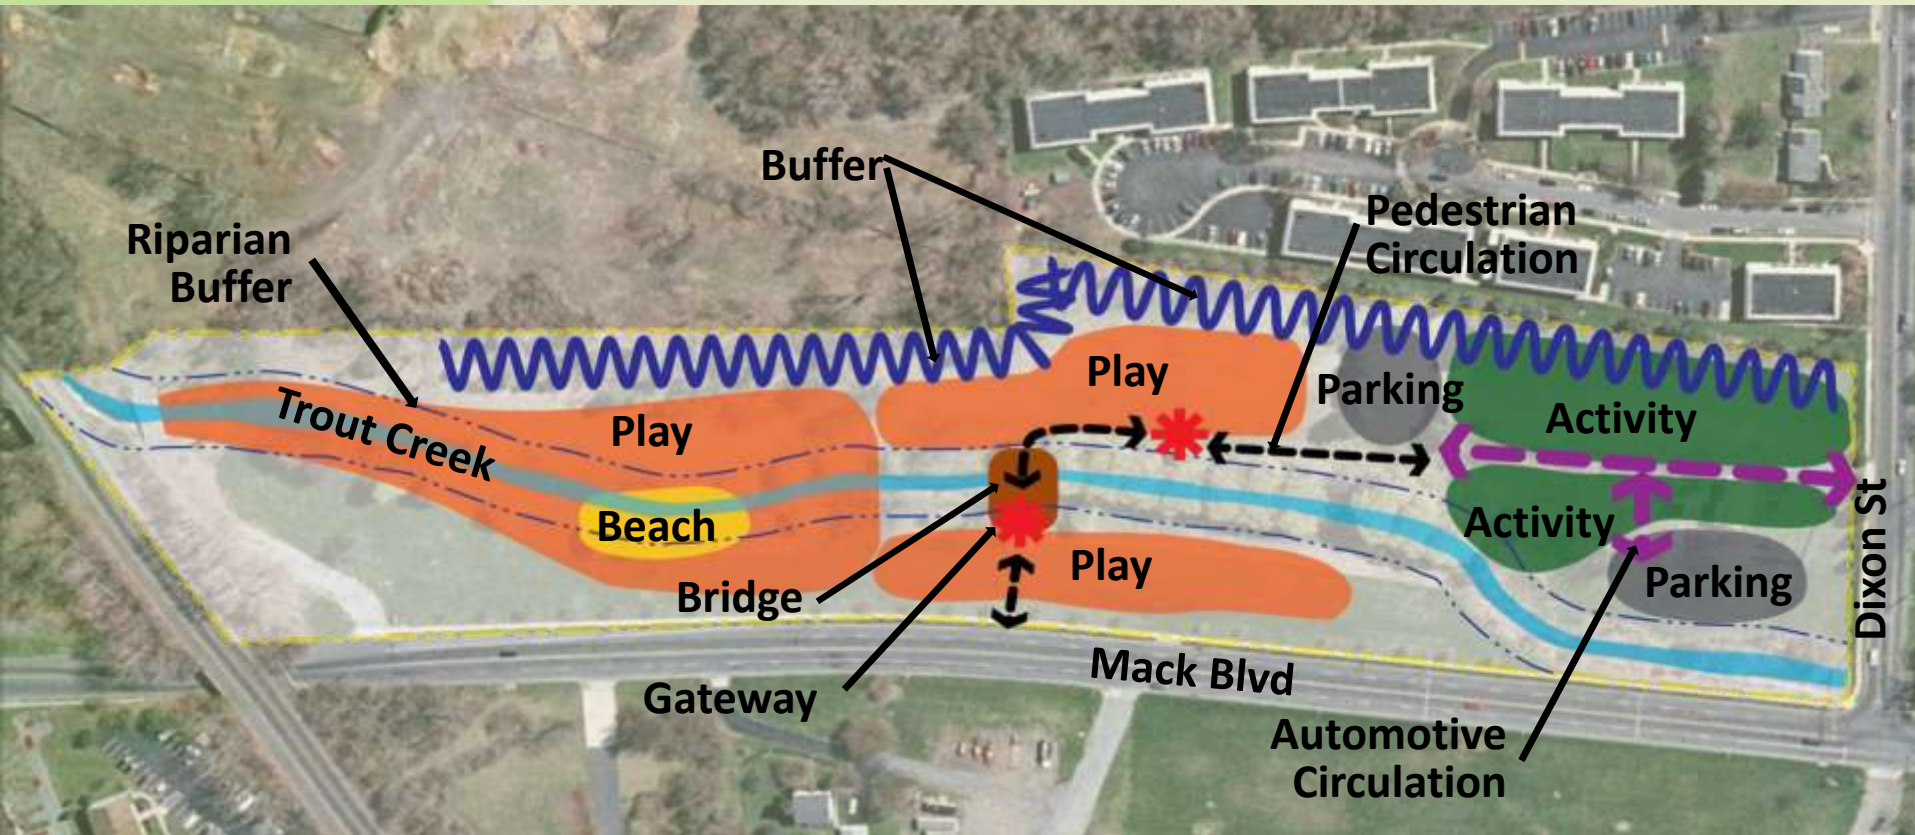 Buffer
Pedestrian
Circulation
Riparian
Buffer
Play
Parking
Trout Creek
Play
Activity
Beach
Activity
Bridge
Play
Parking
Dixon St
Gateway
Mack Blvd
Automotive
Circulation